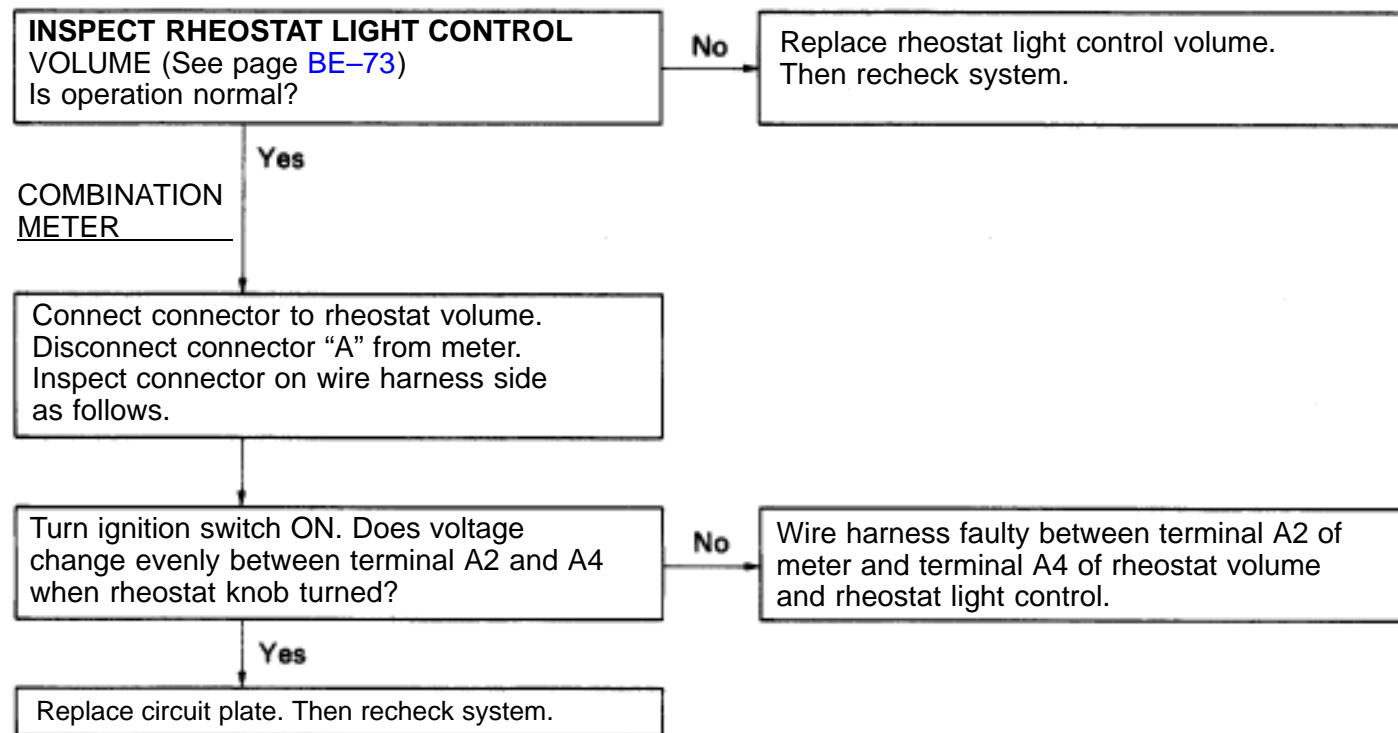 INSPECT RHEOSTAT LIGHT CONTROL
VOLUME (See page BE–73)
Is operation normal?
No
Replace rheostat light control volume.
Then recheck system.
Yes
COMBINATION
METER
Connect connector to rheostat volume.
Disconnect connector “A” from meter.
Inspect connector on wire harness side
as follows.
Turn ignition switch ON. Does voltage
change evenly between terminal A2 and A4
when rheostat knob turned?
No
Wire harness faulty between terminal A2 of
meter and terminal A4 of rheostat volume
and rheostat light control.
Yes
Replace circuit plate. Then recheck system.